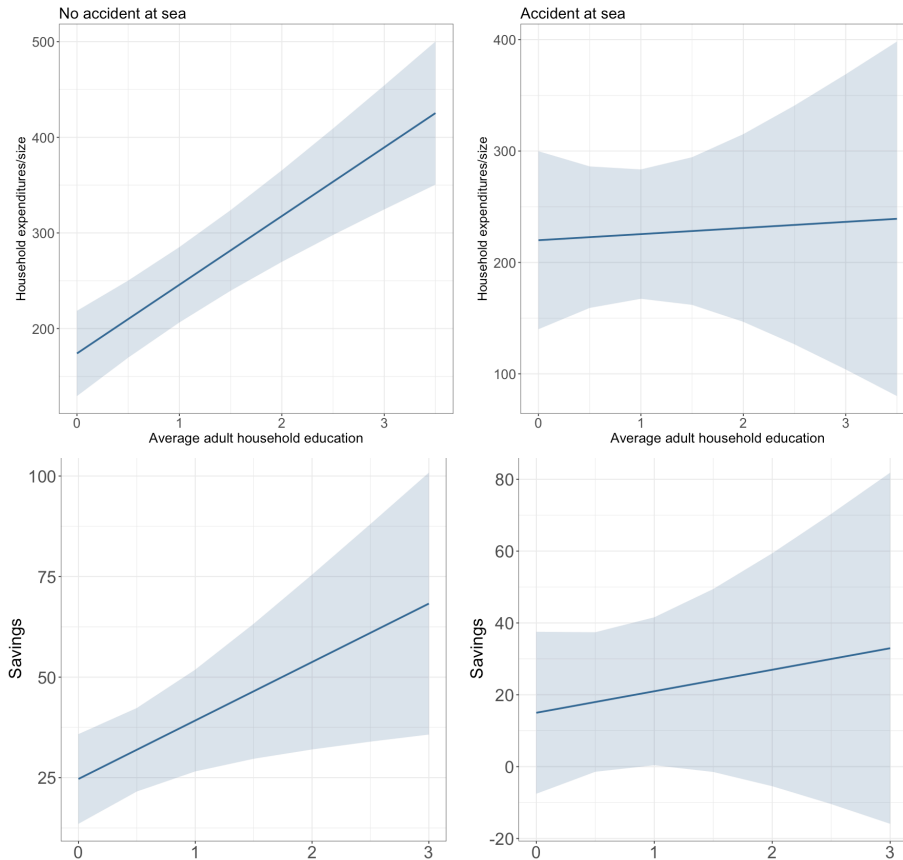 No accident at sea
Household expenditures/size
500
400
300
200
0 1 2 3
Average adult household education
Accident at sea
Household expenditures/size
400
300
200
100
0 1 2 3
Average adult household education
Savings
100
75
50
25
0 1 2 3
Savings
80
60
40
20
0
-20
0 1 2 3